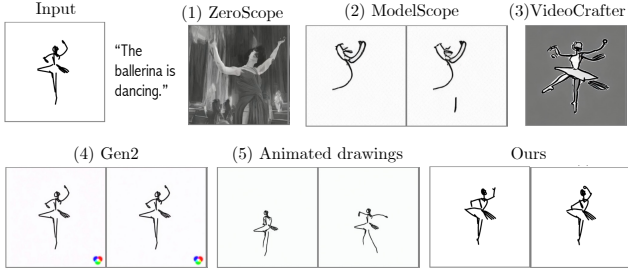 Input
(1) ZeroScope
(2) ModelScope
(3)VideoCrafter
“The
ballerina is
dancing.”
(4) Gen2
(5) Animated drawings
Ours